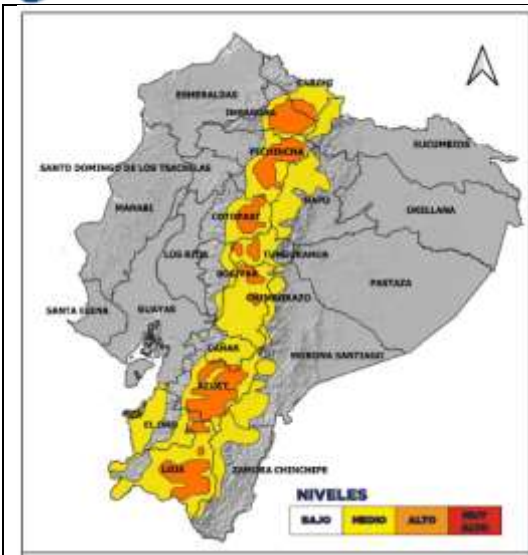 CARCHI
ESMERALDAS
IMBABURA
SUCUMBIOS
PICHINCHA
SANTO DOMINGO DE LOS TSACHILAS
NAPO
ORELLANA
MANABI
COTOPAXI
LOS RIOS
TUNGURAHUA
BOLIVAR
PASTAZA
CHIMBORAZO
SANTA ELENA
GUAYAS
CAÑAR
MORONA SANTIAGO
AZUAY
EL ORO
LOJA
ZAMORA CHINCHIPE
NIVELES
BAJO MEDIO ALTO MUY
ALTO